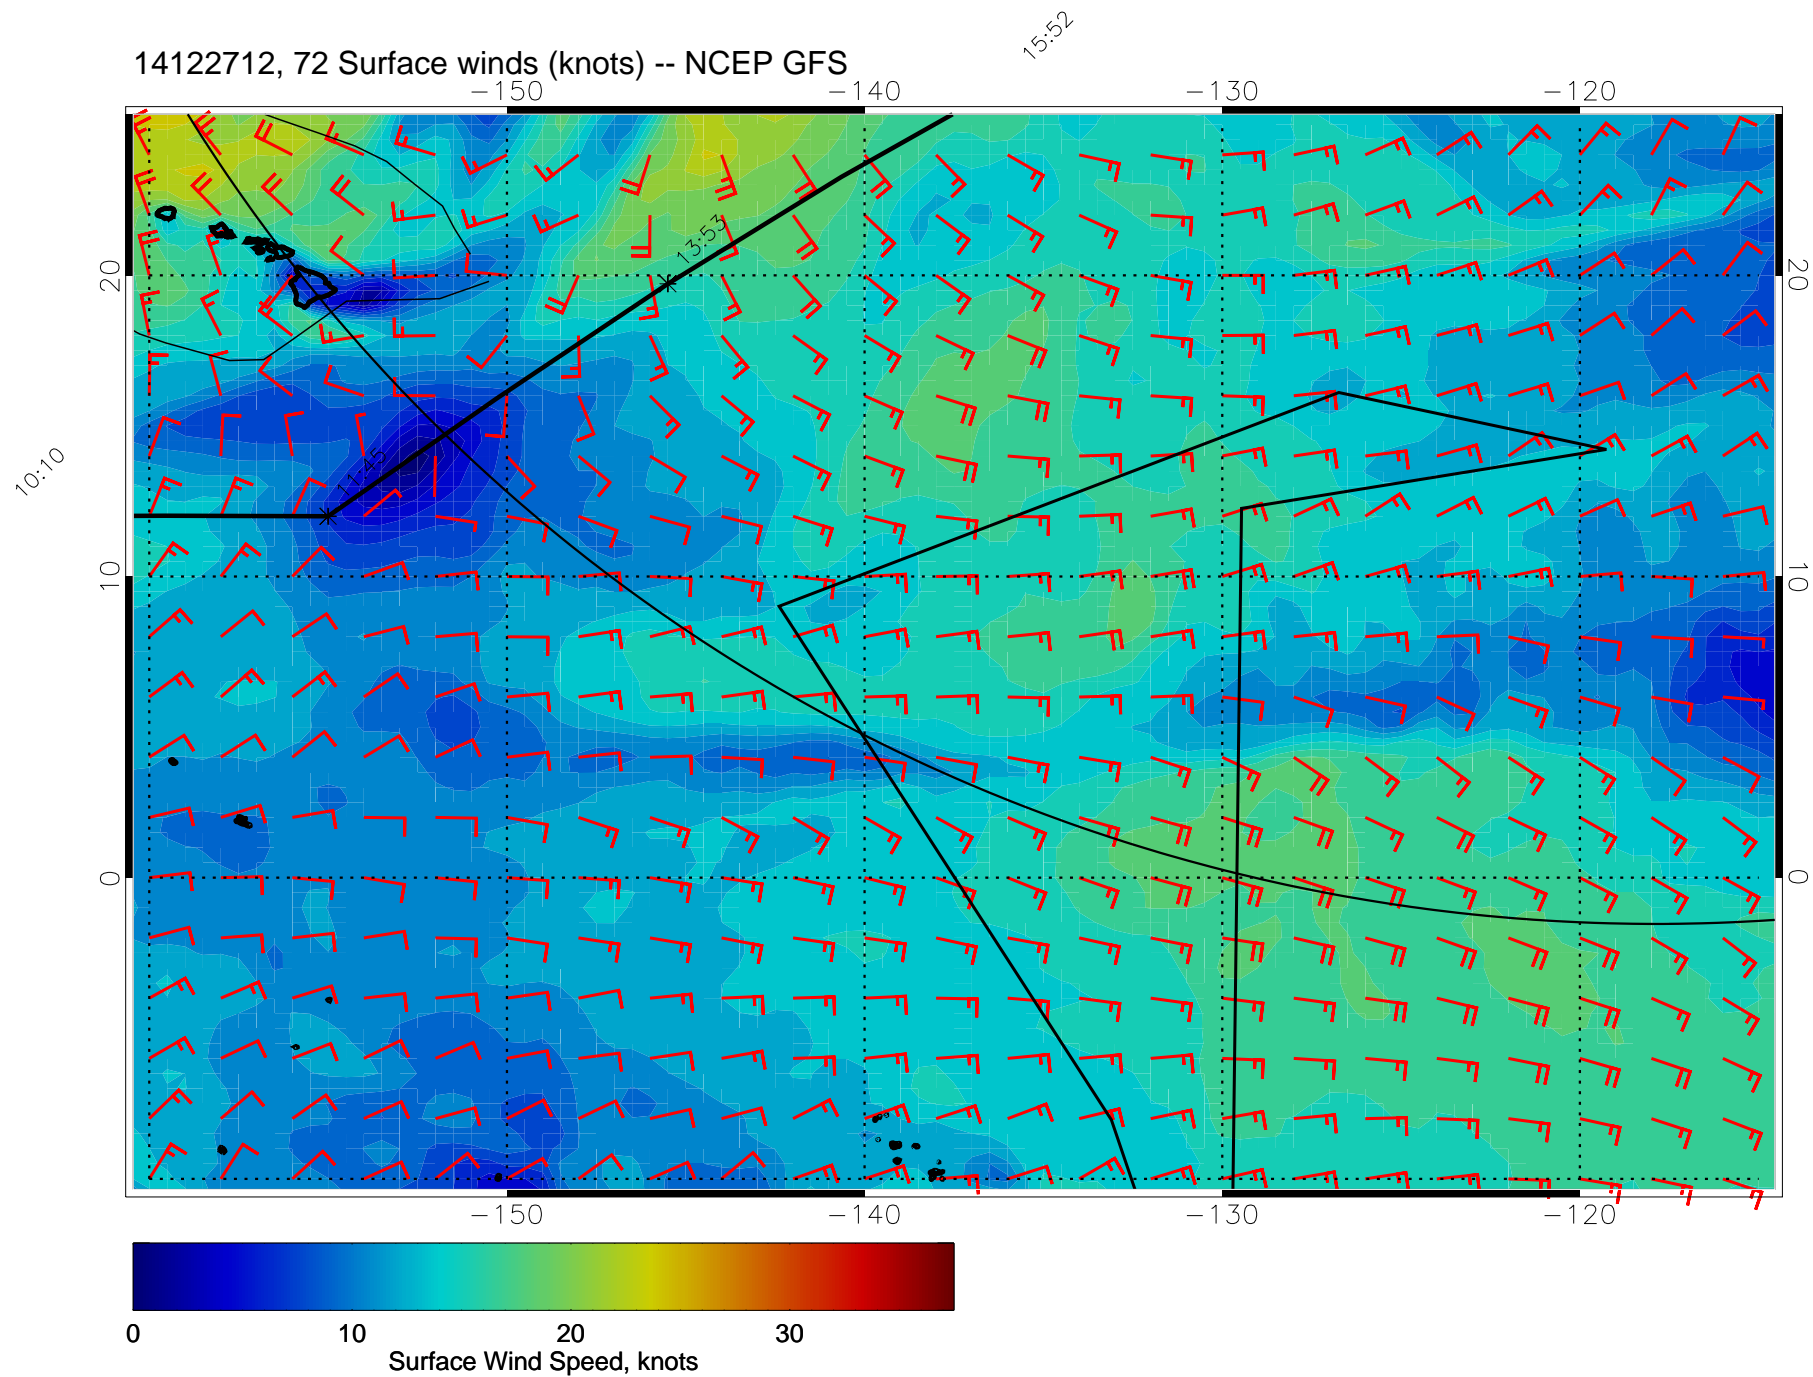 15:52
14122712, 72 Surface winds (knots) -- NCEP GFS
−150 −140 −130 −120
13:53
20 20
11:45
10:10
10 10
0 0
−150 −140 −130 −120
0 10 20 30
Surface Wind Speed, knots